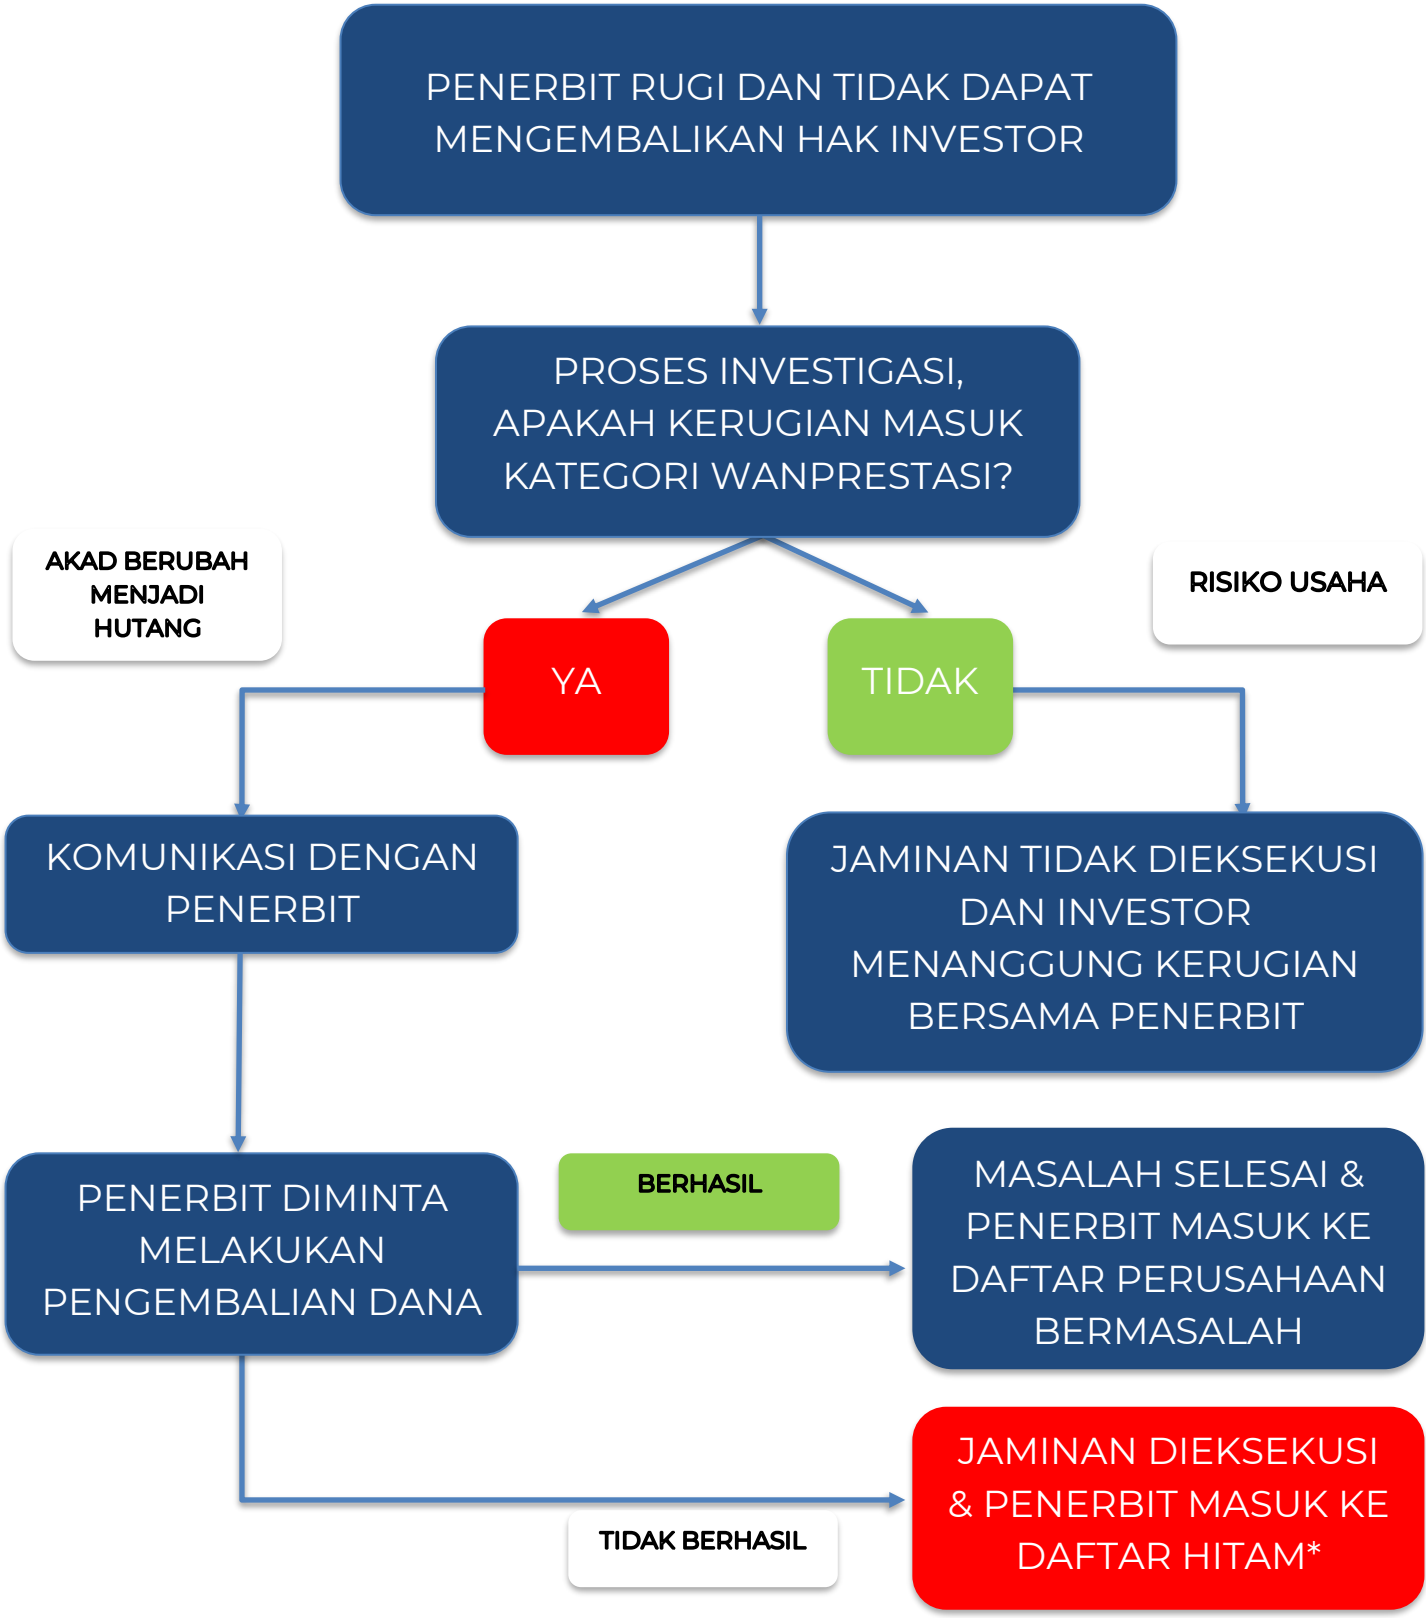 PENERBIT RUGI DAN TIDAK DAPAT
MENGEMBALIKAN HAK INVESTOR
PROSES INVESTIGASI,
APAKAH KERUGIAN MASUK
KATEGORI WANPRESTASI?
AKAD BERUBAH
MENJADI
HUTANG
RISIKO USAHA
YA
TIDAK
KOMUNIKASI DENGAN
PENERBIT
JAMINAN TIDAK DIEKSEKUSI
DAN INVESTOR
MENANGGUNG KERUGIAN
BERSAMA PENERBIT
PENERBIT DIMINTA
MELAKUKAN
PENGEMBALIAN DANA
BERHASIL
MASALAH SELESAI &
PENERBIT MASUK KE
DAFTAR PERUSAHAAN
BERMASALAH
TIDAK BERHASIL
JAMINAN DIEKSEKUSI
& PENERBIT MASUK KE
DAFTAR HITAM*